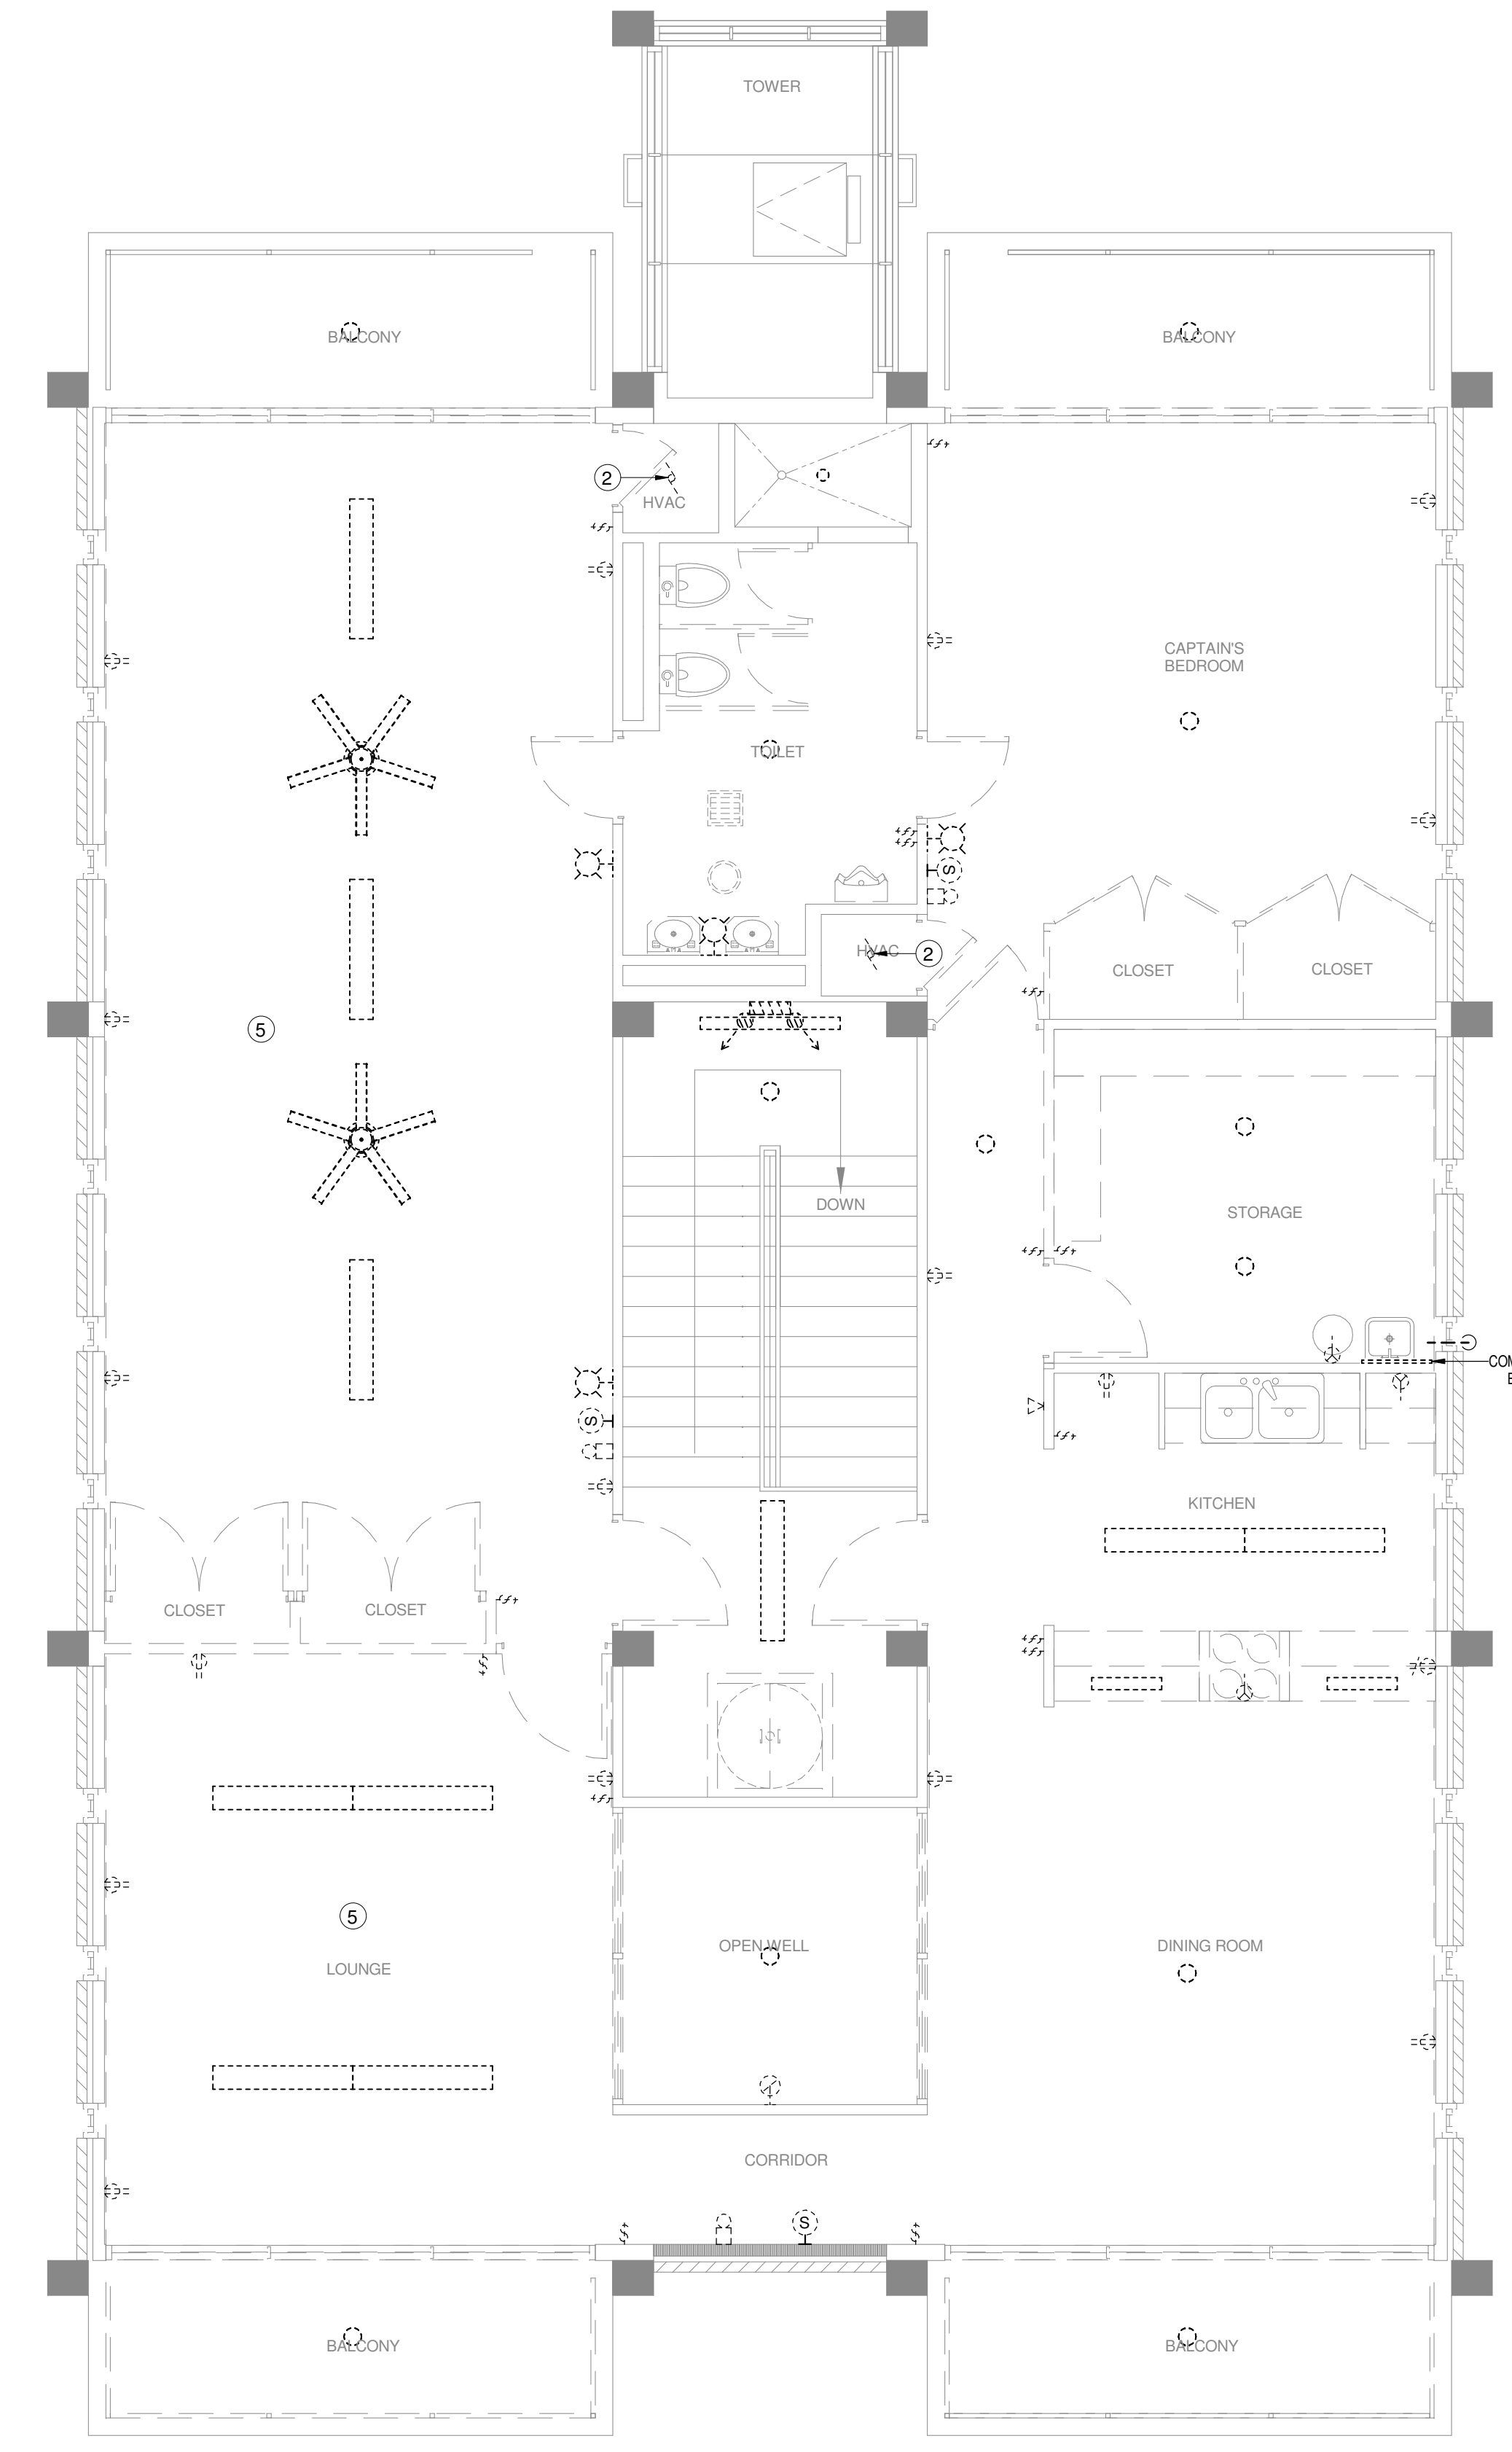 TOWER
BALCONY
BALCONY
2
HVAC
CAPTAIN'S
BEDROOM
TOILET
S
HVAC
2
CLOSET
CLOSET
5
DOWN
STORAGE
COM
E
S
KITCHEN
CLOSET
CLOSET
5
LOUNGE
OPEN WELL
DINING ROOM
CORRIDOR
S
BALCONY
BALCONY